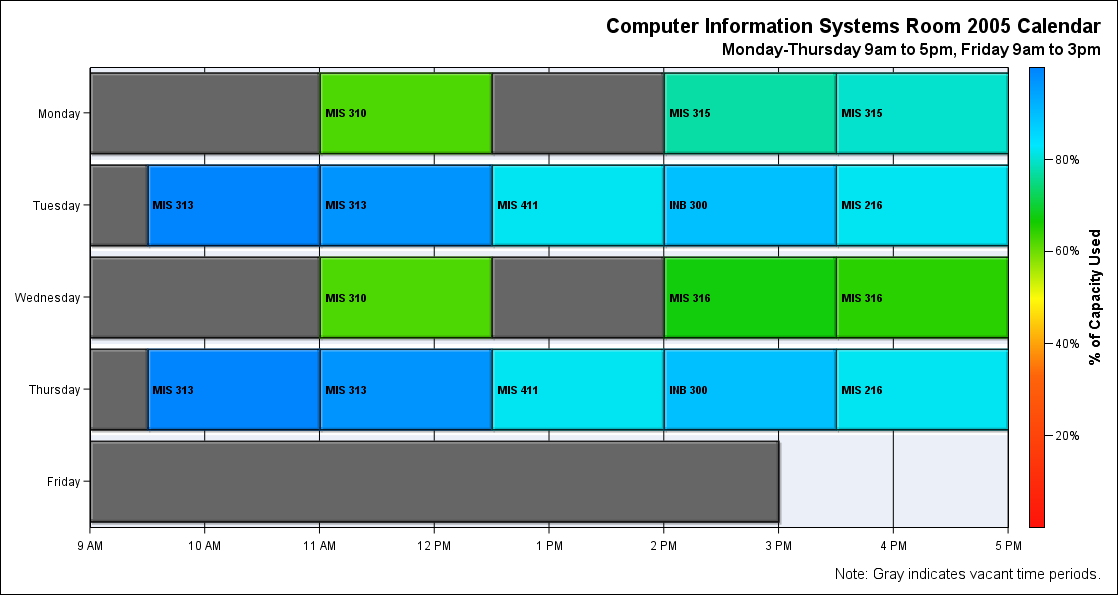 Computer Information Systems Room 2005 Calendar
Monday-Thursday 9am to 5pm, Friday 9am to 3pm
Monday
MIS 310
MIS 315
MIS 315
Tuesday
MIS 313
MIS 313
MIS 411
INB 300
MIS 216
Wednesday
MIS 310
MIS 316
MIS 316
Thursday
MIS 313
MIS 313
MIS 411
INB 300
MIS 216
Friday
9 AM
10 AM
11 AM
12 PM
1 PM
2 PM
3 PM
4 PM
5 PM
80%
60%
40%
20%
% of Capacity Used
Note: Gray indicates vacant time periods.